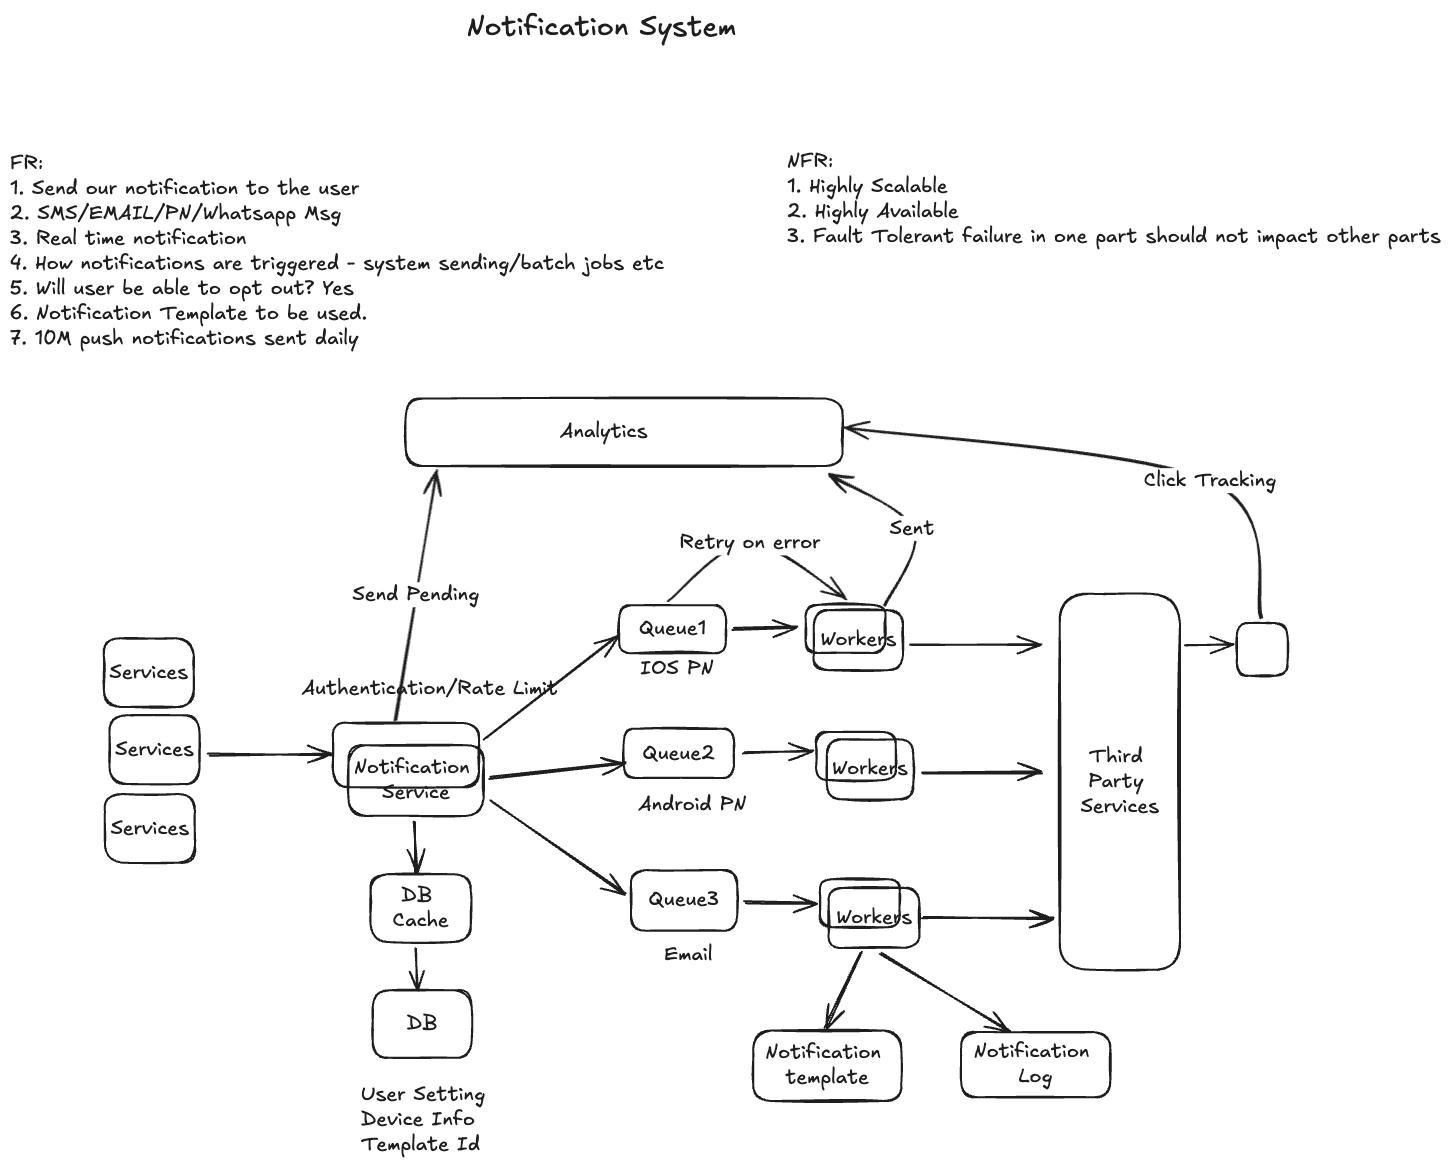 Notification System
FR:
1. Send our notification to the user
2. SMS/EMAIL/PN/Whatsapp Msg
3. Real time notification
4. How notifications are triggered - system sending/batch jobs etc
5. Will user be able to opt out? Yes
6. Notification Template to be used.
7. 10M push notifications sent daily
NFR:
1. Highly Scalable
2. Highly Available
3. Fault Tolerant failure in one part should not impact other parts
Analytics
Click Tracking
Sent
Retry on error
Send Pending
Queue1
Workers
IOS PN
Services
Authentication/Rate Limit
Services
Notification
Service
Queue2
Workers
Android PN
Third
Party
Services
Services
DB
Cache
Queue3
Workers
Email
DB
Notification
template
Notification
Log
User Setting
Device Info
Template Id